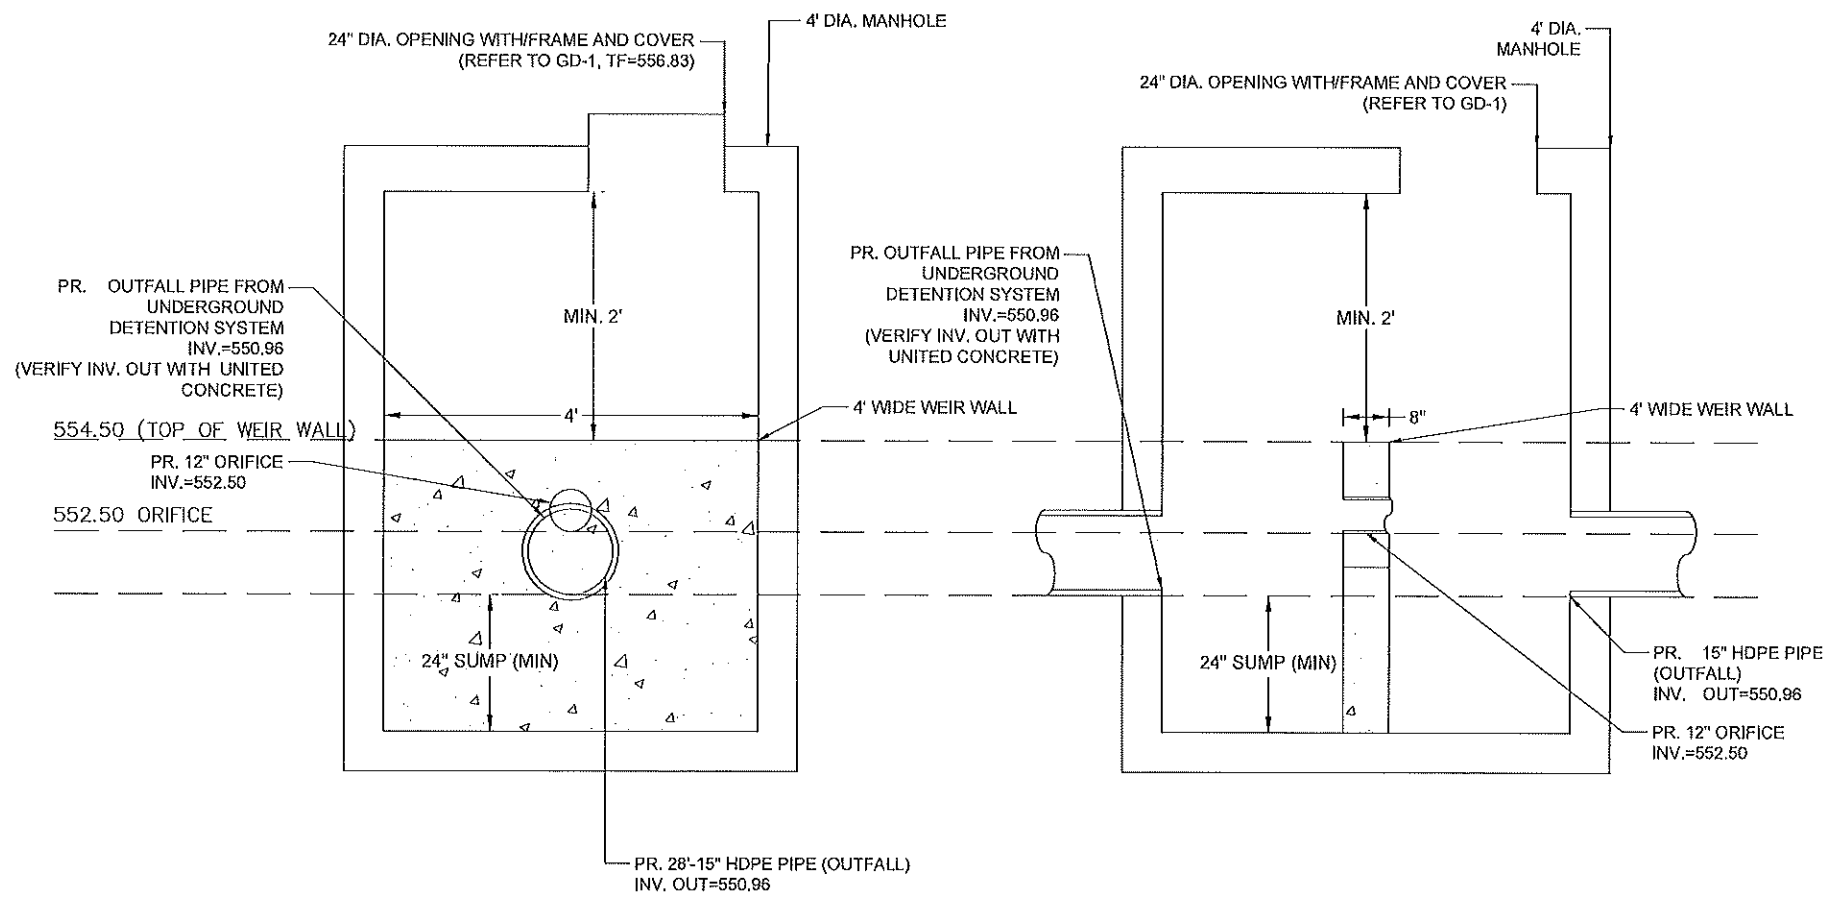 24" DIA. OPENING WITH/FRAME AND COVER
(REFER TO GD-1, TF=556.83)
4' DIA. MANHOLE
PR. OUTFALL PIPE FROM
UNDERGROUND
DETENTION SYSTEM
INV.=550.96
(VERIFY INV. OUT WITH UNITED
CONCRETE)
MIN. 2'
4'
4' WIDE WEIR WALL
554.50 (TOP OF WEIR WALL)
PR. 12" ORIFICE
INV.=552.50
552.50 ORIFICE
24" SUMP (MIN)
PR. 28'-15" HDPE PIPE (OUTFALL)
INV. OUT=550.96
4' DIA.
MANHOLE
24" DIA. OPENING WITH/FRAME AND COVER
(REFER TO GD-1)
PR. OUTFALL PIPE FROM
UNDERGROUND
DETENTION SYSTEM
INV.=550.96
(VERIFY INV. OUT WITH
UNITED CONCRETE)
MIN. 2'
8"
4' WIDE WEIR WALL
24" SUMP (MIN)
PR. 15" HDPE PIPE
(OUTFALL)
INV. OUT=550.96
PR. 12" ORIFICE
INV.=552.50